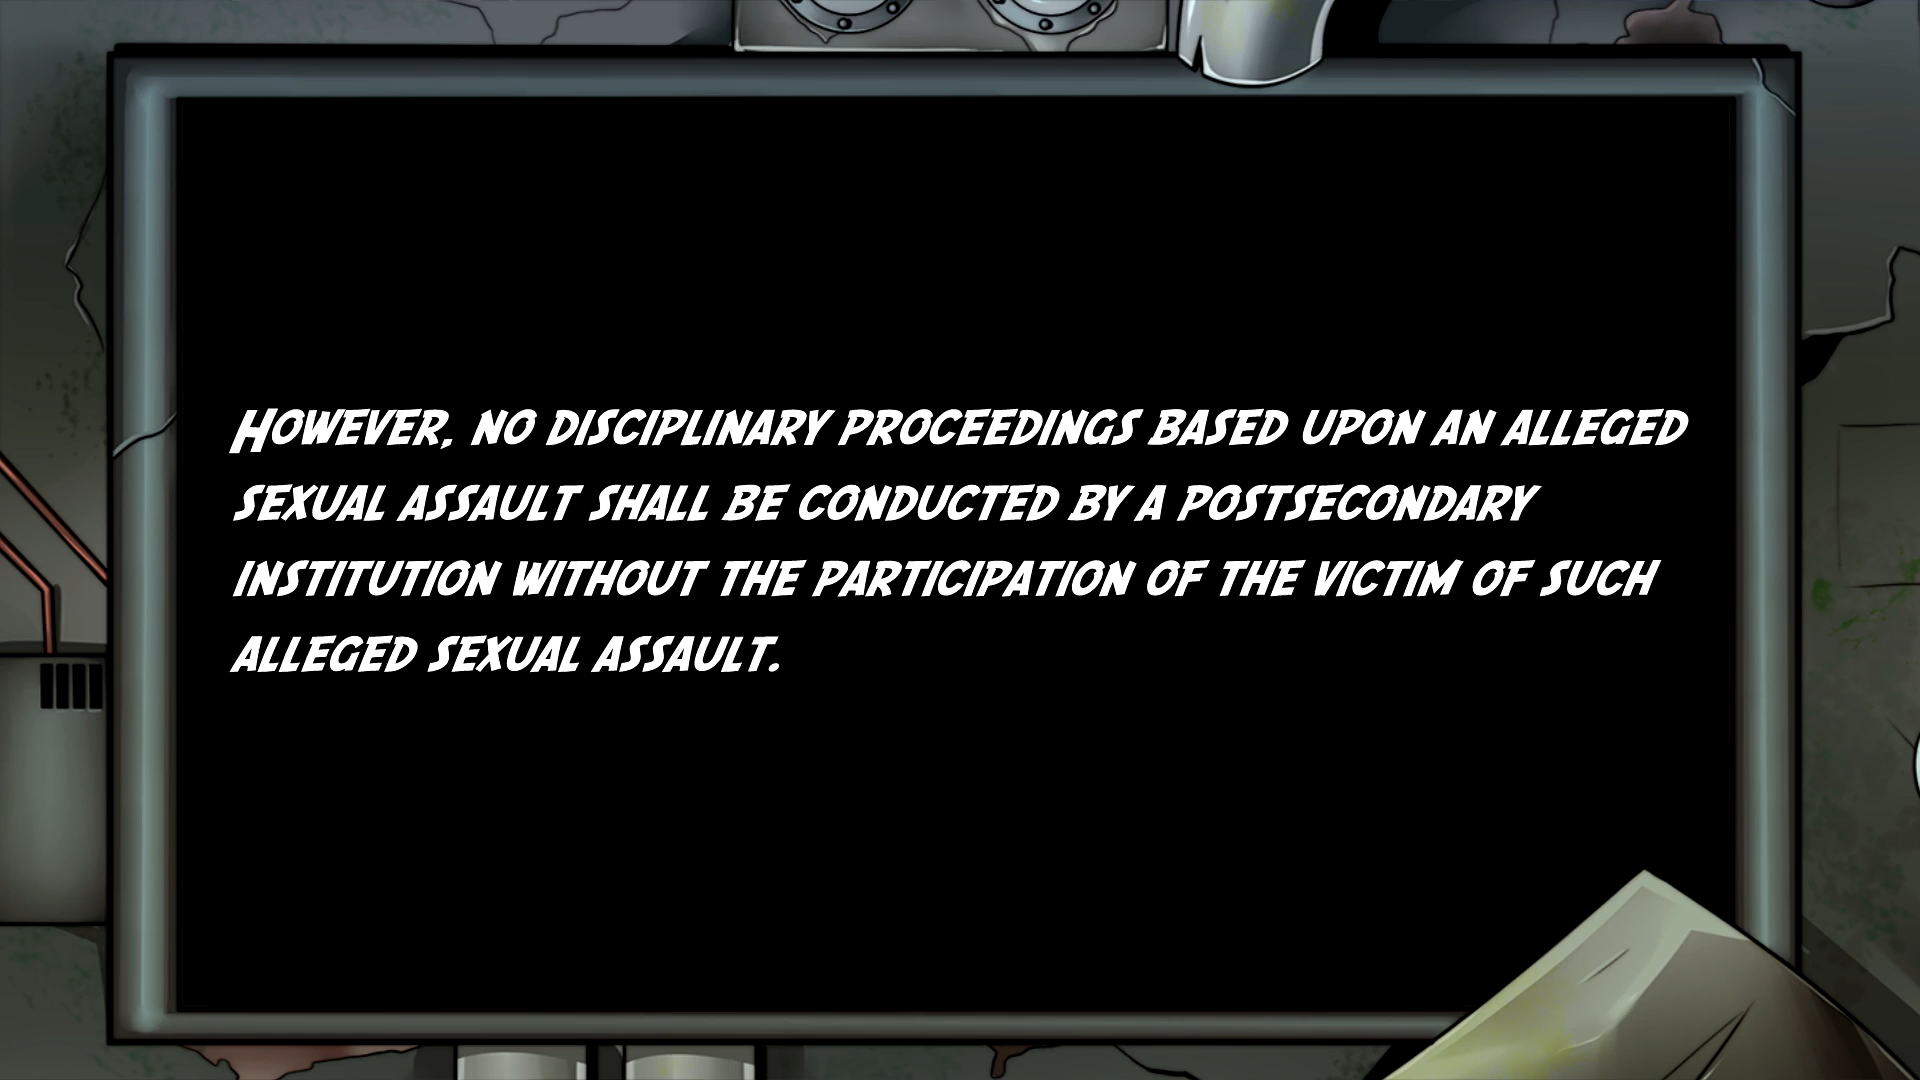 However, no disciplinary proceedings based upon an alleged
sexual assault shall be conducted by a postsecondary
institution without the participation of the victim of such
alleged sexual assault.